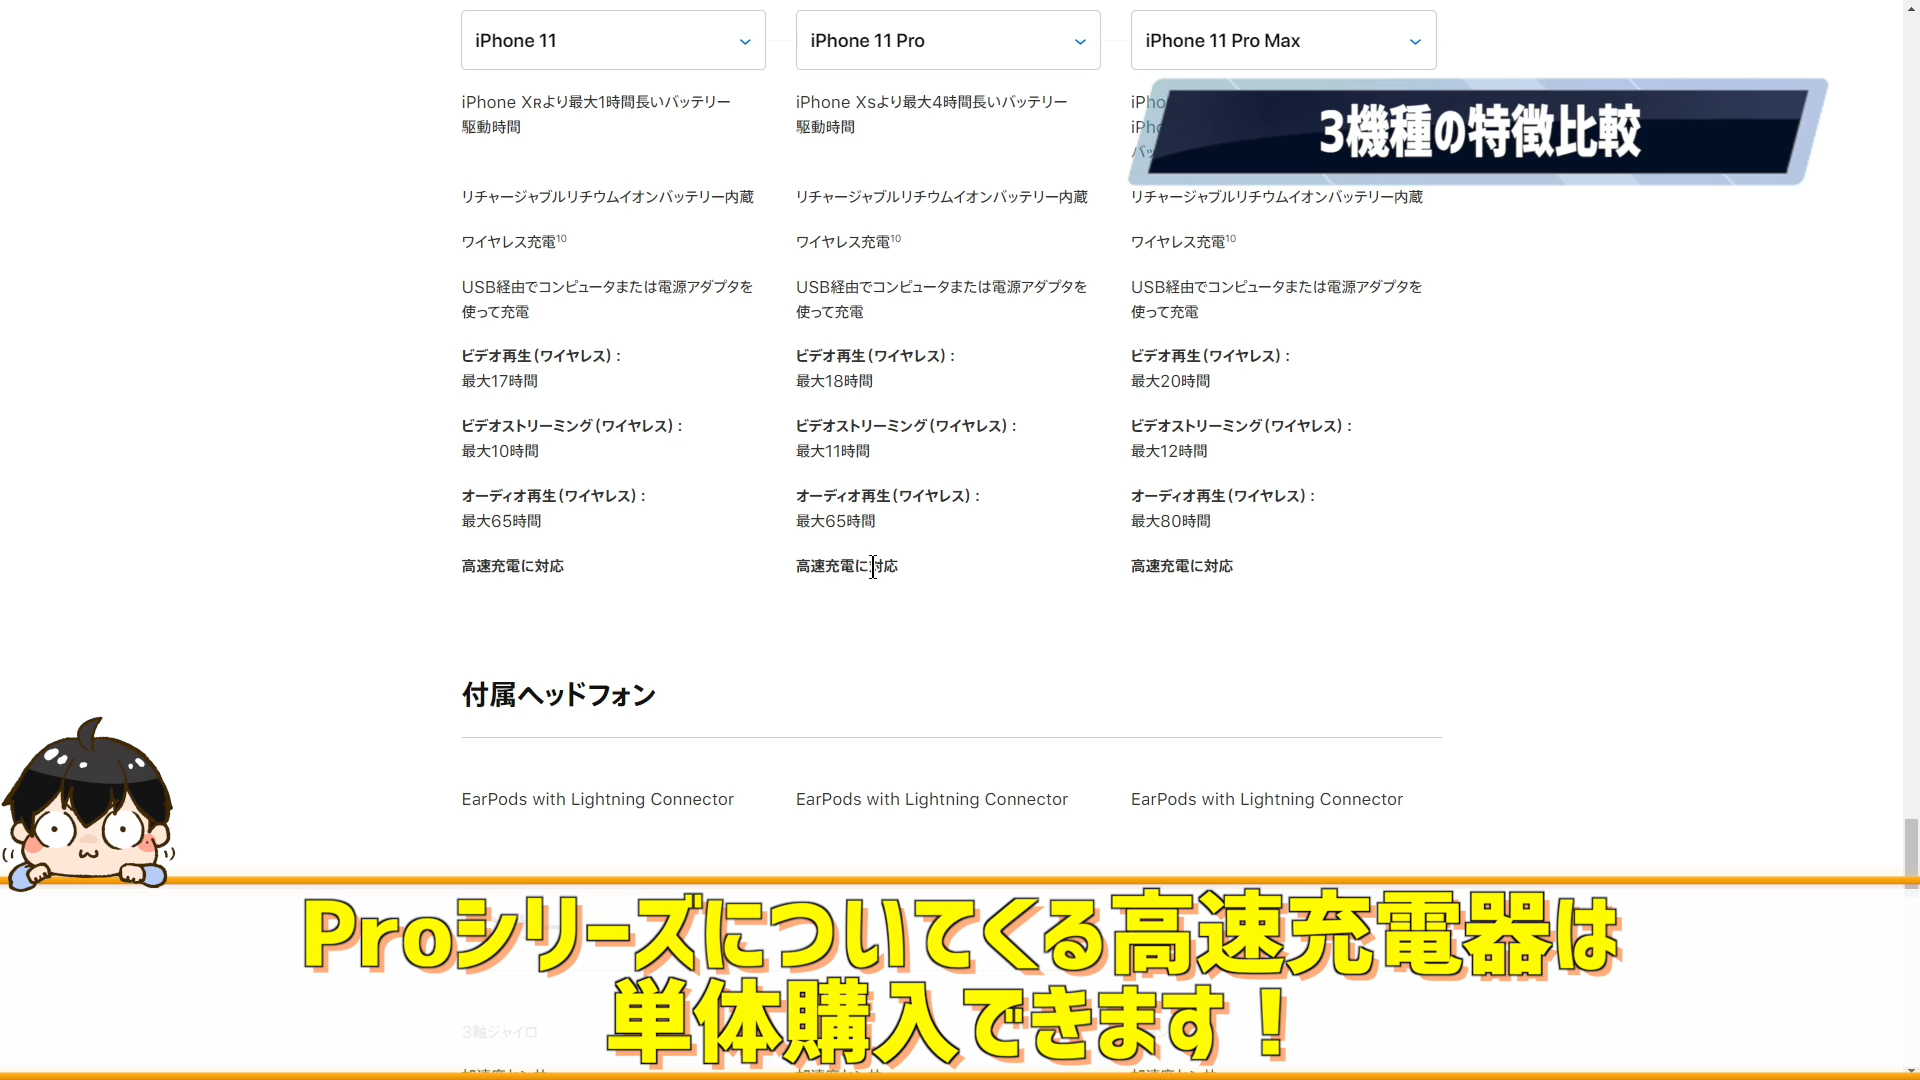 iPhone 11
iPhone 11 Pro
iPhone 11 Pro Max
3機種の特徴比較
iPhone XRより最大1時間長いバッテリー
駆動時間
iPhone XSより最大4時間長いバッテリー
駆動時間
iPho
iPho
バッ
リチャージャブルリチウムイオンバッテリー内蔵
リチャージャブルリチウムイオンバッテリー内蔵
リチャージャブルリチウムイオンバッテリー内蔵
ワイヤレス充電10
ワイヤレス充電10
ワイヤレス充電10
USB経由でコンピュータまたは電源アダプタを
使って充電
USB経由でコンピュータまたは電源アダプタを
使って充電
USB経由でコンピュータまたは電源アダプタを
使って充電
ビデオ再生(ワイヤレス):
最大17時間
ビデオ再生(ワイヤレス):
最大18時間
ビデオ再生(ワイヤレス):
最大20時間
ビデオストリーミング(ワイヤレス):
最大10時間
ビデオストリーミング(ワイヤレス):
最大11時間
ビデオストリーミング(ワイヤレス):
最大12時間
オーディオ再生(ワイヤレス):
最大65時間
オーディオ再生(ワイヤレス):
最大65時間
オーディオ再生(ワイヤレス):
最大80時間
高速充電に対応
高速充電に対応
高速充電に対応
付属ヘッドフォン
EarPods with Lightning Connector
EarPods with Lightning Connector
EarPods with Lightning Connector
Proシリーズについてくる高速充電器は
単体購入できます!
3軸ジャイロ